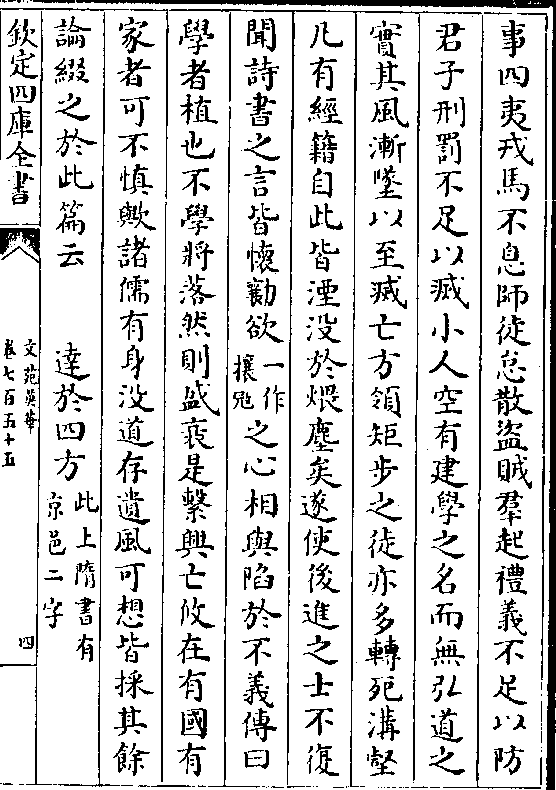 事四夷戎馬不息師徒怠散盜賊羣起禮義不足以防
君子刑罰不足以威小人空有建學之名而無弘道之
實其風漸墜以至滅亡方領矩步之徒亦多轉死溝壑
凡有經籍自此皆湮没於煨塵矣遂使後進之士不復
聞詩書之言皆懷勸欲一作攘寃之心相與陷於不義傳曰
學者植也不學將落然則盛衰是繫興亡攸在有國有
家者可不慎歟諸儒有身没道存遺風可想皆採其餘
論綴之於此篇云　　達於四方此上隋書有京邑二字
欽定四庫全書
文苑英華
卷七百五十五
四